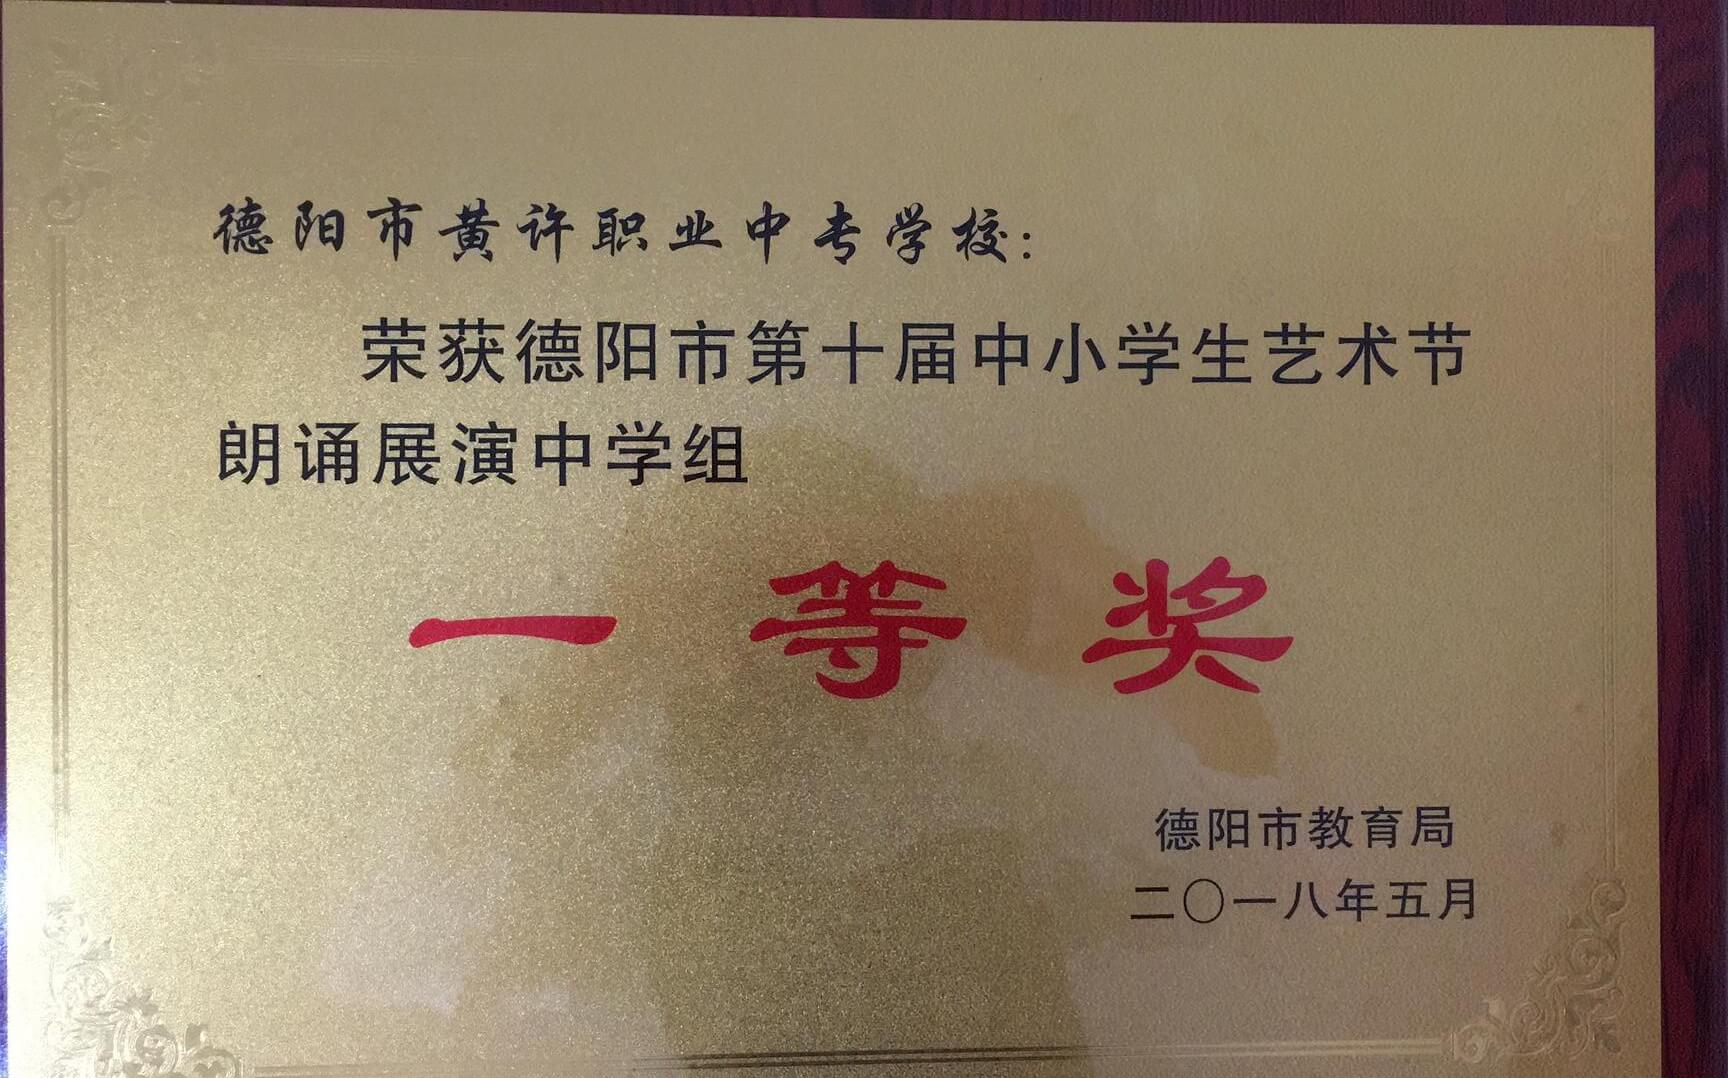 德阳市黄许职业中专学校：
荣获德阳市第十届中小学生艺术节
朗诵展演中学组
一等奖
德阳市教育局
二〇一八年五月